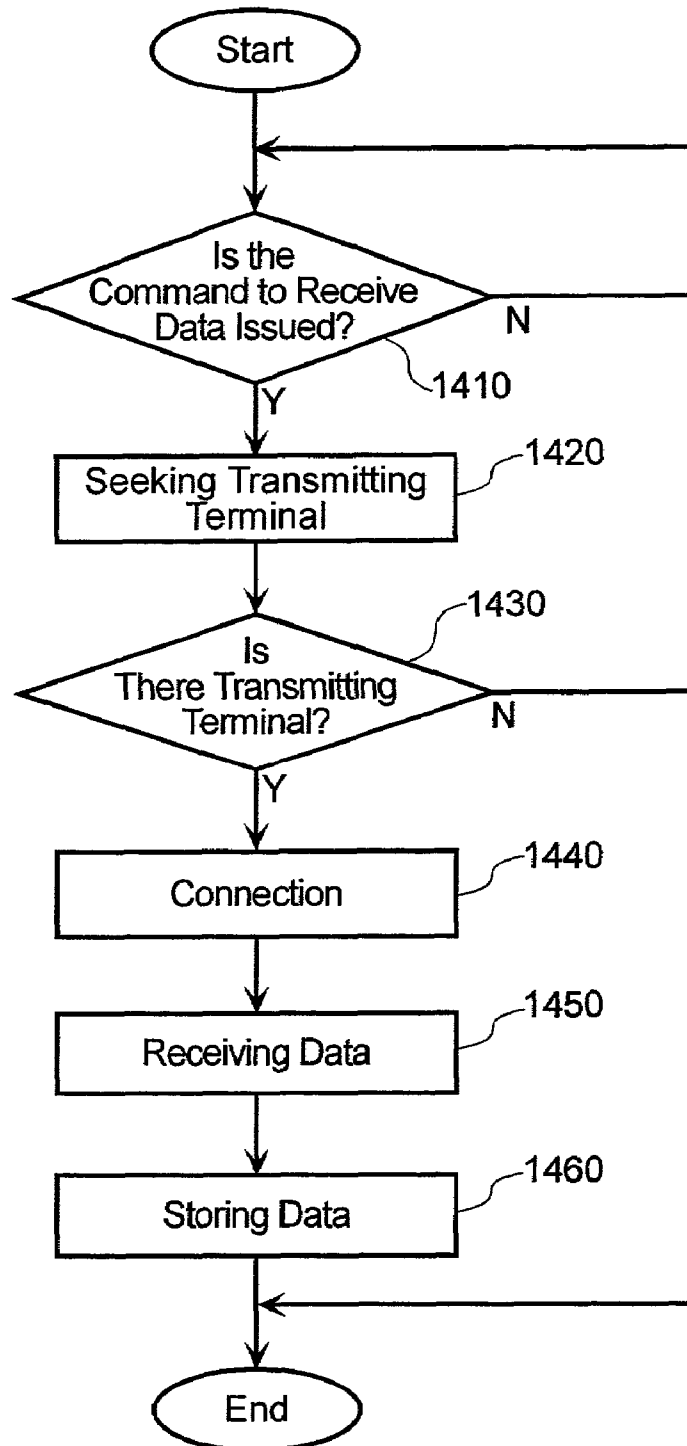 Start
Is the
Command to Receive
Data Issued?
N
1410
Y
1420
Seeking Transmitting
Terminal
1430
Is
There Transmitting
Terminal?
N
Y
1440
Connection
1450
Receiving Data
1460
Storing Data
End